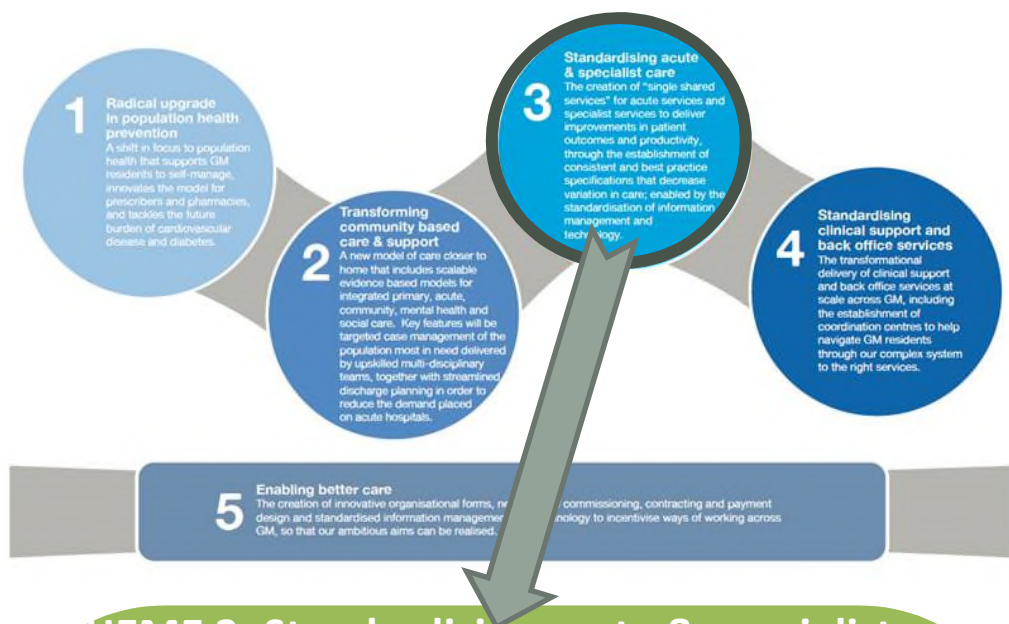 1
Radical upgrade
in population health
prevention
A shift in focus to population
health that supports GM
residents to self-manage,
innovates the model for
prescribers and pharmacies,
and tackles the future
burden of cardiovascular
disease and diabetes.
2
Transforming
community based
care & support
A new model of care closer to
home that includes scalable
evidence based models for
integrated primary, acute,
community, mental health and
social care. Key features will be
targeted case management of the
population most in need delivered
by upskilled multi-disciplinary
teams, together with streamlined
discharge planning in order to
reduce the demand placed
on acute hospitals.
3
Standardising acute
& specialist care
The creation of "single shared
services" for acute services and
specialist services to deliver
improvements in patient
outcomes and productivity,
through the establishment of
consistent and best practice
specifications that decrease
variation in care; enabled by the
standardisation of information
management and
4
Standardising
clinical support and
back office services
The transformational
delivery of clinical support
and back office services at
scale across GM, including
the establishment of
coordination centres to help
navigate GM residents
through our complex system
to the right services.
5
Enabling better care
The creation of innovative organisational forms, commissioning, contracting and payment
design and standardised information to incentivise ways of working across
GM, so that our ambitious aims can be realised.